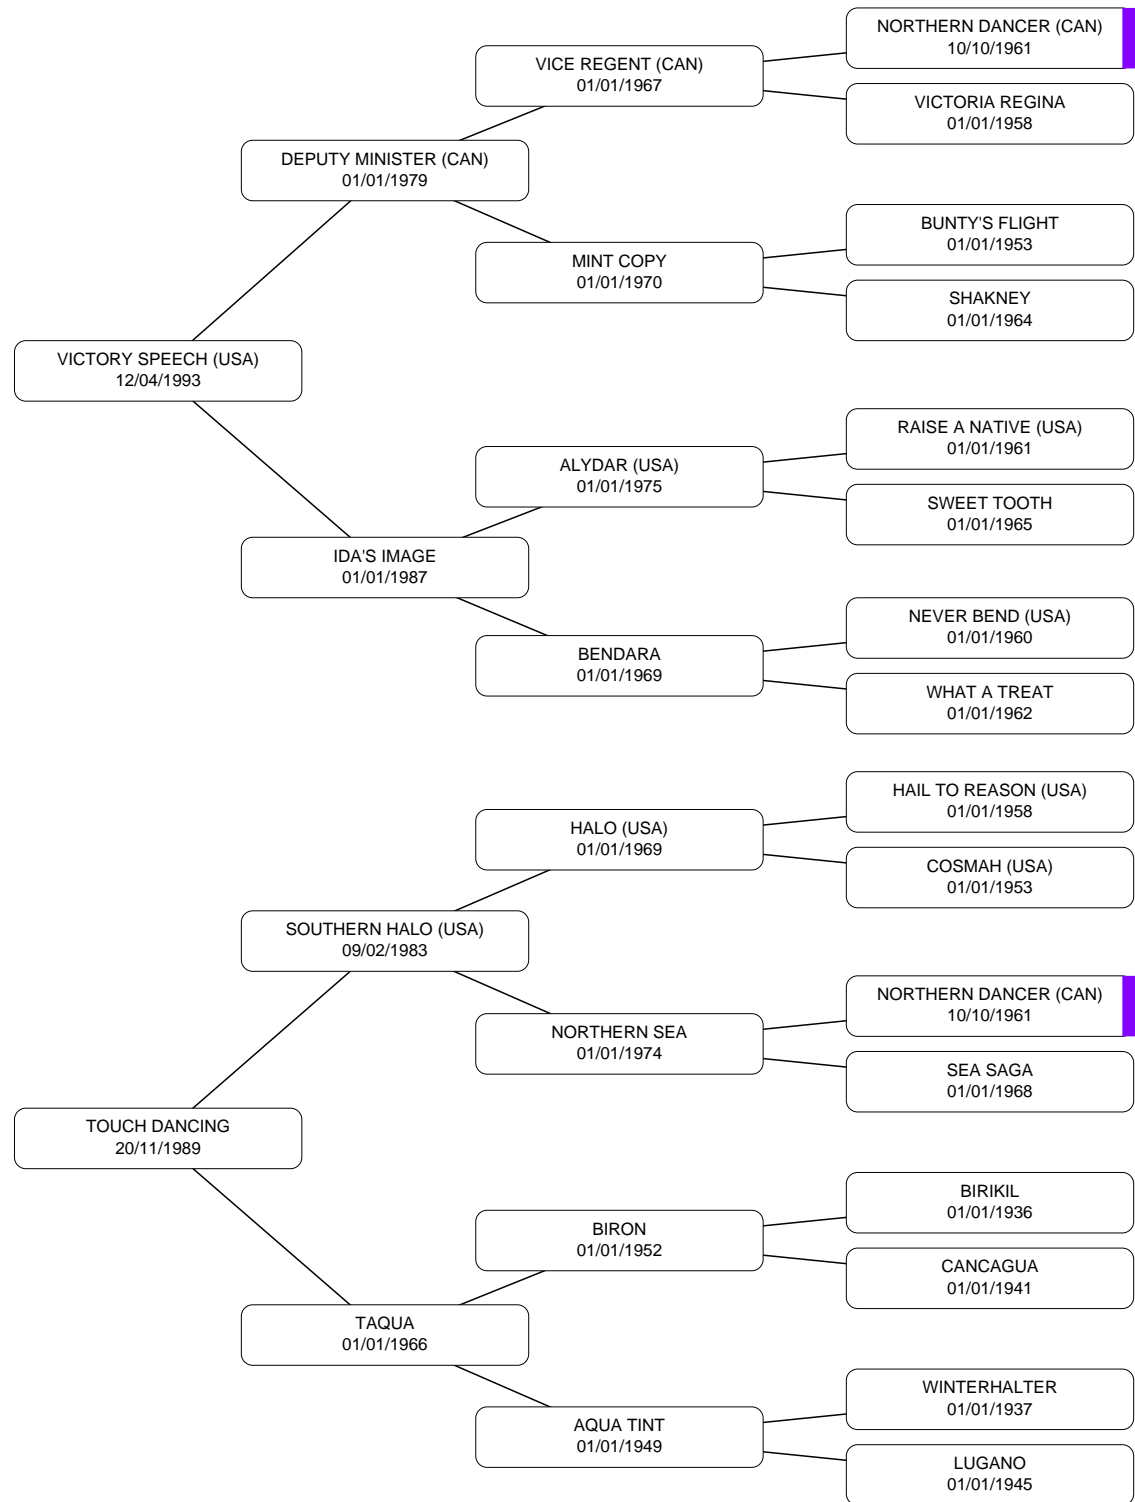 NORTHERN DANCER (CAN)
10/10/1961
VICE REGENT (CAN)
01/01/1967
VICTORIA REGINA
01/01/1958
DEPUTY MINISTER (CAN)
01/01/1979
BUNTY'S FLIGHT
01/01/1953
MINT COPY
01/01/1970
SHAKNEY
01/01/1964
VICTORY SPEECH (USA)
12/04/1993
RAISE A NATIVE (USA)
01/01/1961
ALYDAR (USA)
01/01/1975
SWEET TOOTH
01/01/1965
IDA'S IMAGE
01/01/1987
NEVER BEND (USA)
01/01/1960
BENDARA
01/01/1969
WHAT A TREAT
01/01/1962
HAIL TO REASON (USA)
01/01/1958
HALO (USA)
01/01/1969
COSMAH (USA)
01/01/1953
SOUTHERN HALO (USA)
09/02/1983
NORTHERN DANCER (CAN)
10/10/1961
NORTHERN SEA
01/01/1974
SEA SAGA
01/01/1968
TOUCH DANCING
20/11/1989
BIRIKIL
01/01/1936
BIRON
01/01/1952
CANCAGUA
01/01/1941
TAQUA
01/01/1966
WINTERHALTER
01/01/1937
AQUA TINT
01/01/1949
LUGANO
01/01/1945